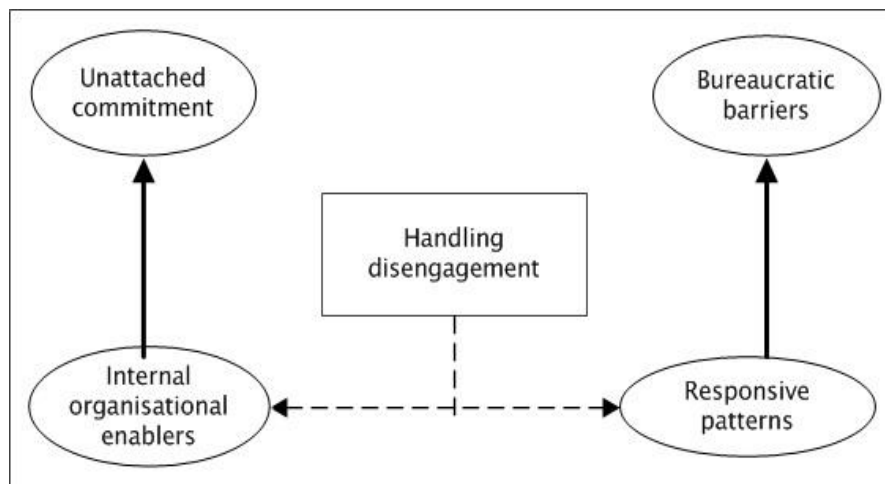 Unattached
commitment
Bureaucratic
barriers
Handling
disengagement
Internal
organisational
enablers
Responsive
patterns